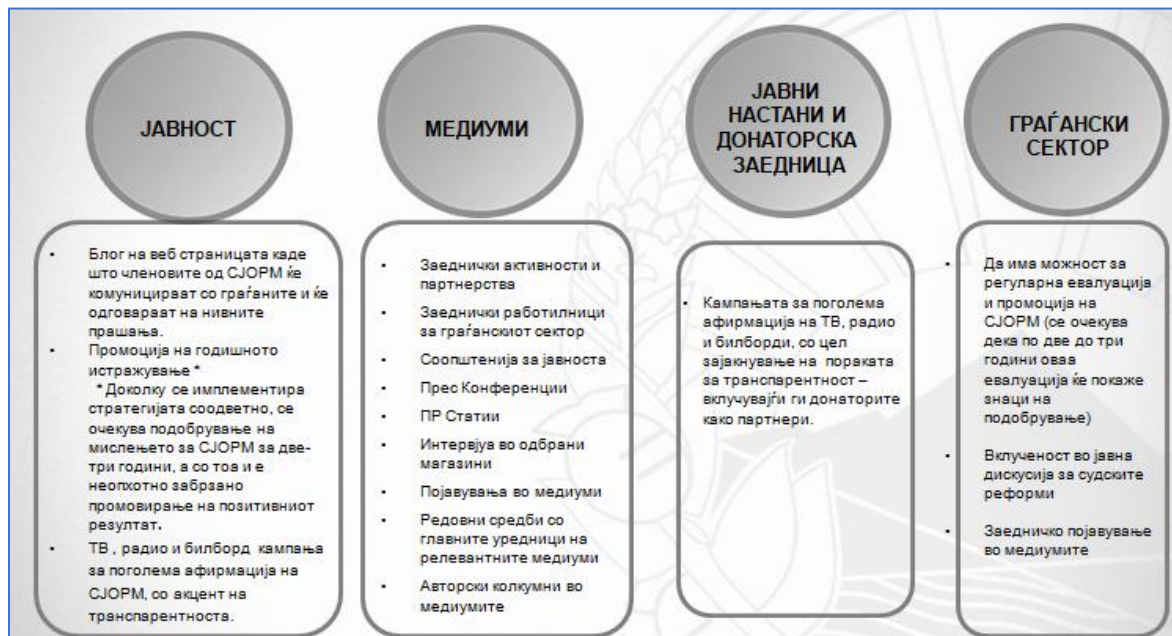 ЈАВНОСТ
Блог на веб страницата каде
што членовите од СЈОРМ ќе
комуницираат со граѓаните и ќе
одговараат на нивните
прашања.
Промоција на годишното
истражување *
* Доколку се имплементира
стратегијата соодветно, се
очекува подобрување на
мислењето за СЈОРМ за две-
три години, а со тоа и е
неопхотно забрзано
промовирање на позитивниот
резултат.
ТВ , радио и билборд кампања
за поголема афирмација на
СЈОРМ, со акцент на
транспарентноста.
МЕДИУМИ
Заеднички активности и
партнерства
Заеднички работилници
за граѓанскиот сектор
Соопштенија за јавноста
Прес Конференции
ПР Статии
Интервјуа во одбрани
магазини
Појавувања во медиуми
Редовни средби со
главните уредници на
релевантните медиуми
Авторски колкумни во
медиумите
ЈАВНИ
НАСТАНИ И
ДОНАТОРСКА
ЗАЕДНИЦА
Кампањата за поголема
афирмација на ТВ, радио
и билборди, со цел
зајакнување на пораката
за транспарентност –
вклучувајќи ги донаторите
како партнери.
ГРАЃАНСКИ
СЕКТОР
Да има можност за
регуларна евалуација
и промоција на
СЈОРМ (се очекува
дека по две до три
години оваа
евалуација ќе покаже
знаци на
подобрување)
Вклученост во јавна
дискусија за судските
реформи
Заедничко појавување
во медиумите